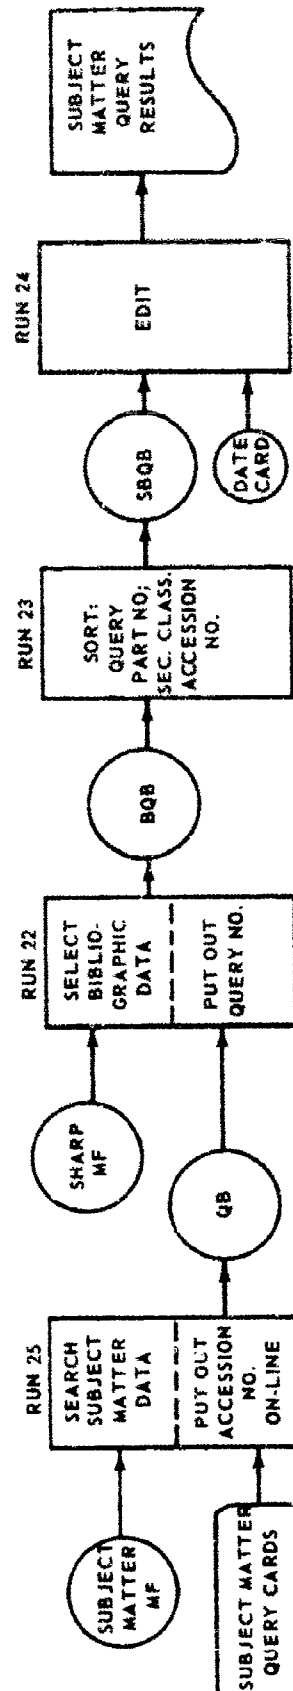 SUBJECT
MATTER
MF
SUBJECT MATTER
QUERY CARDS
RUN 25
SEARCH
SUBJECT
MATTER
DATA
PUT OUT
ACCESSION
NO.
ON-LINE
SHARP
MF
QB
RUN 22
SELECT
BIBLIO-
GRAPHIC
DATA
PUT OUT
QUERY NO.
BQB
RUN 23
SORT:
QUERY
PART NO;
SEC. CLASS.
ACCESSION
NO.
SBQB
DATE
CARD
RUN 24
EDIT
SUBJECT
MATTER
QUERY
RESULTS